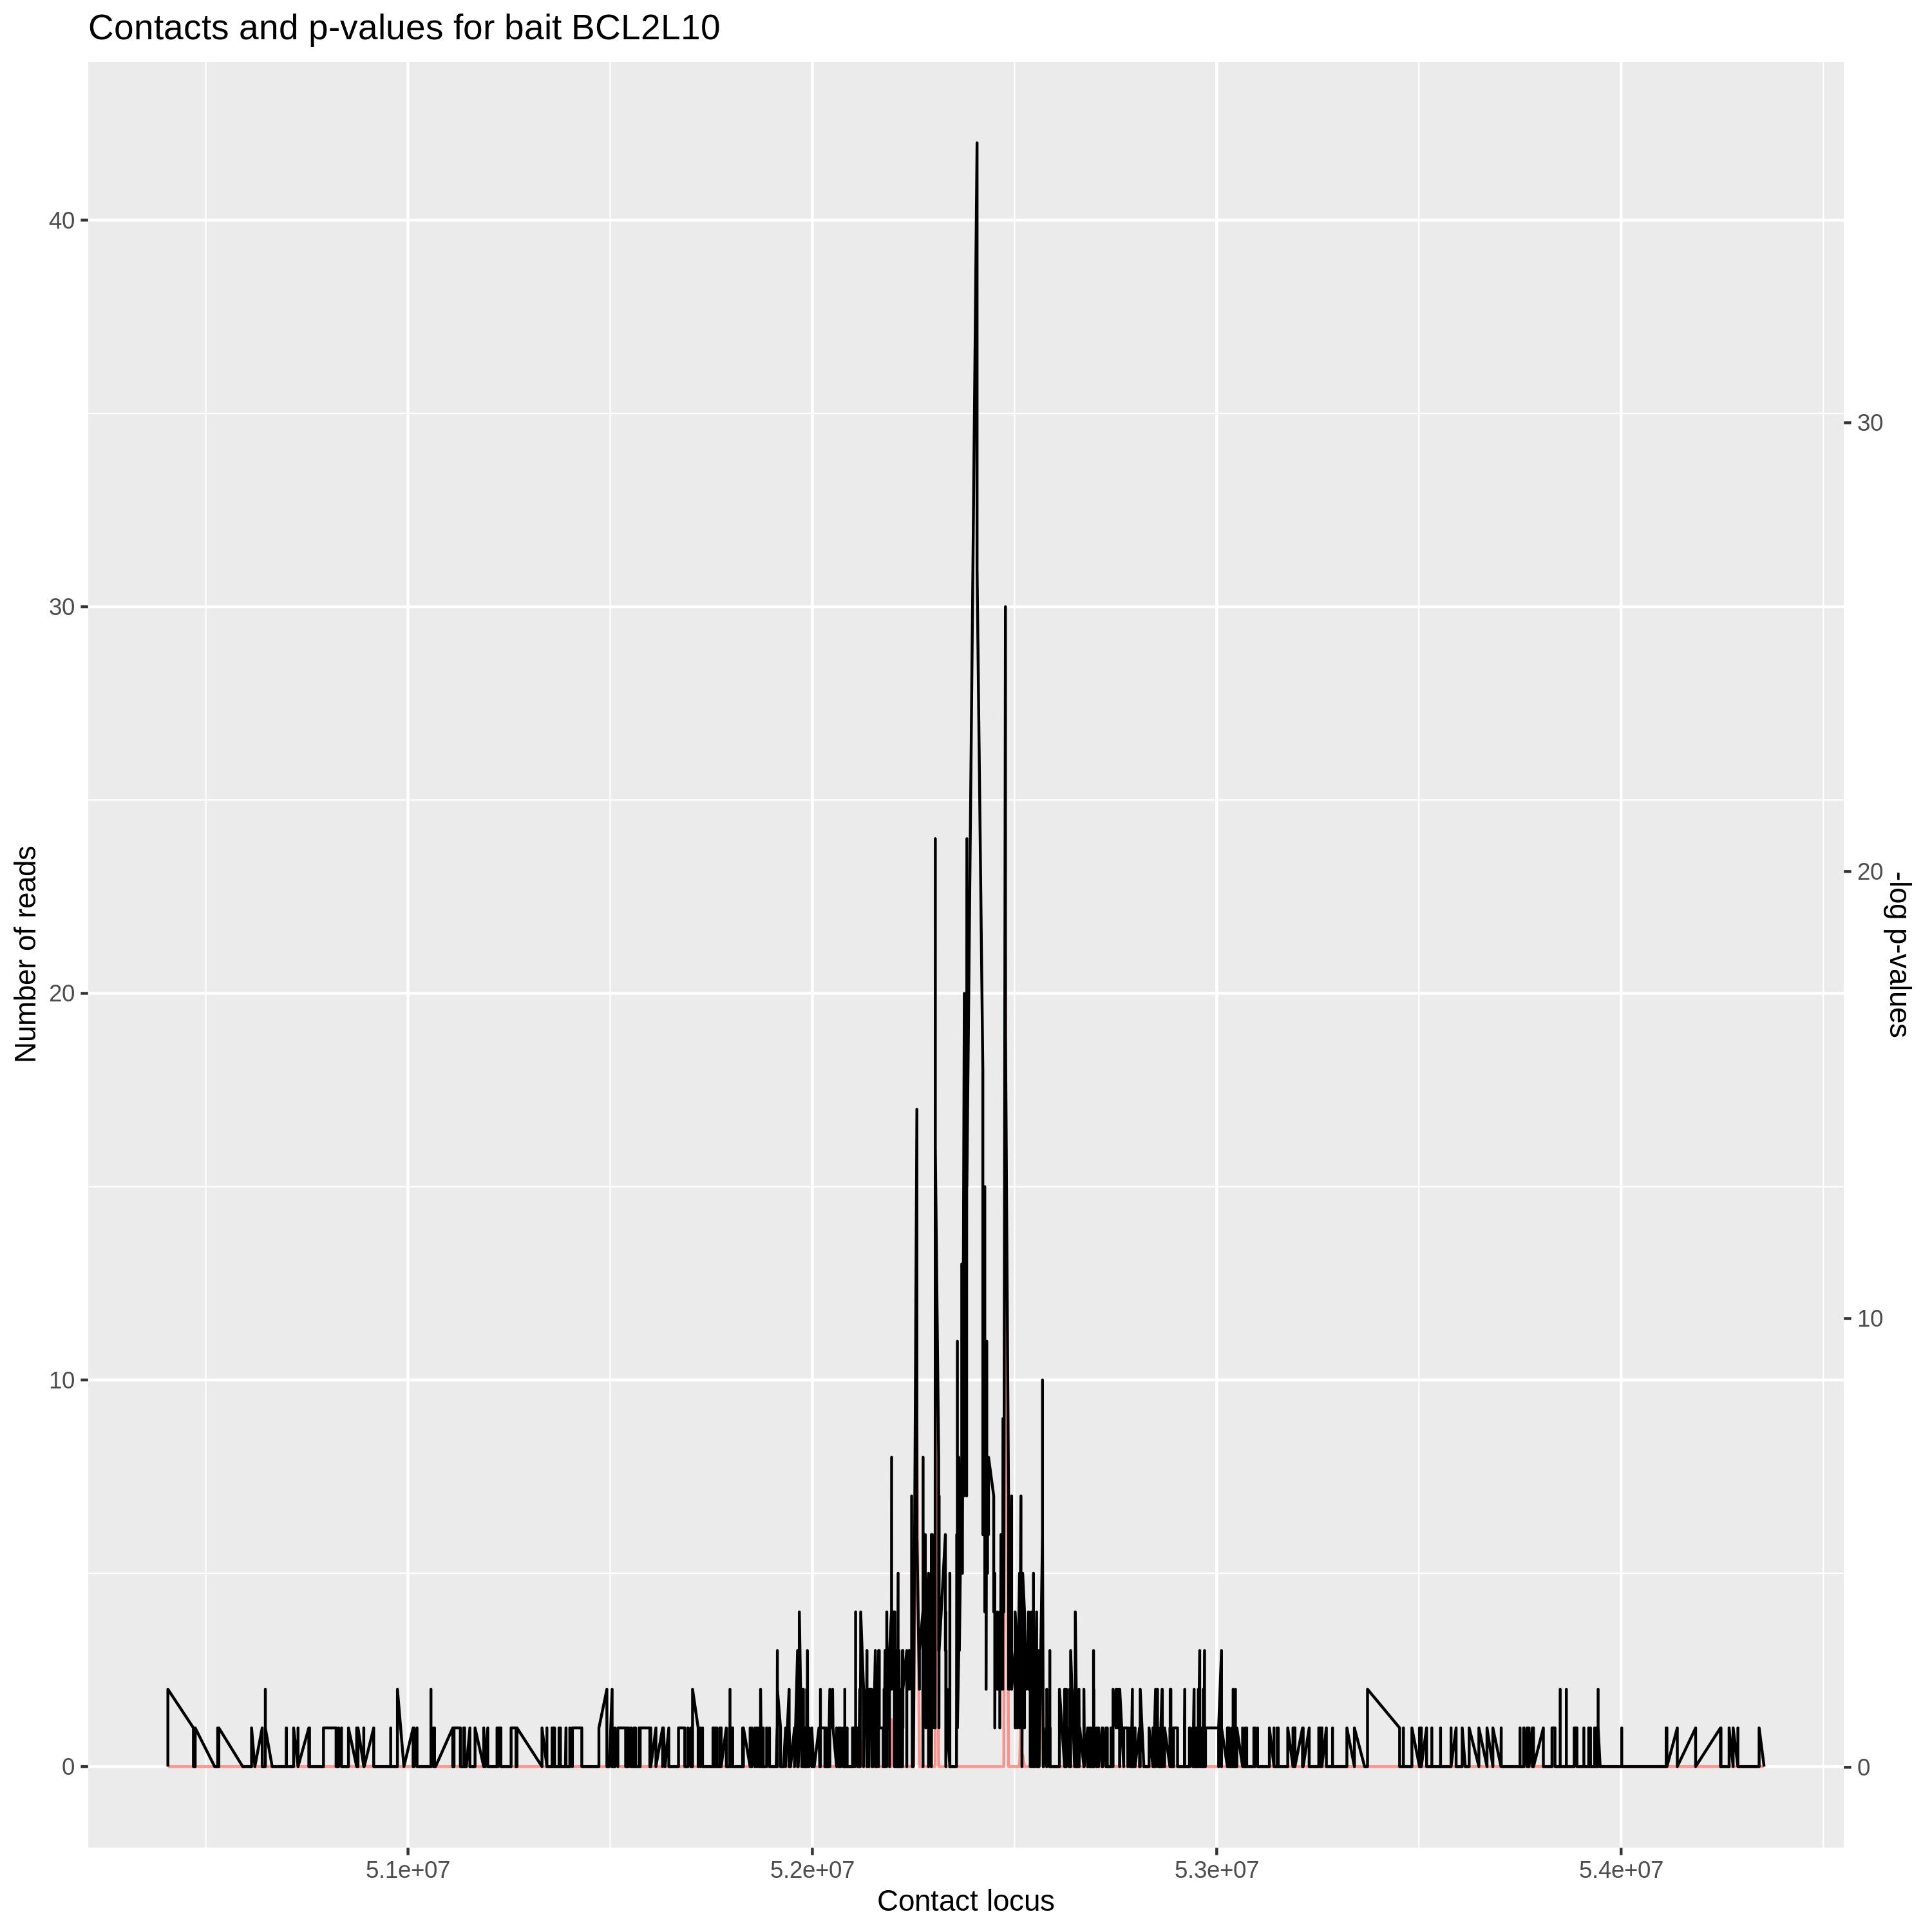 Contacts and p-values for bait BCL2L10
40
30
20
10
0
Number of reads
30
20
10
0
-log p-values
5.1e+07
5.2e+07
5.3e+07
5.4e+07
Contact locus